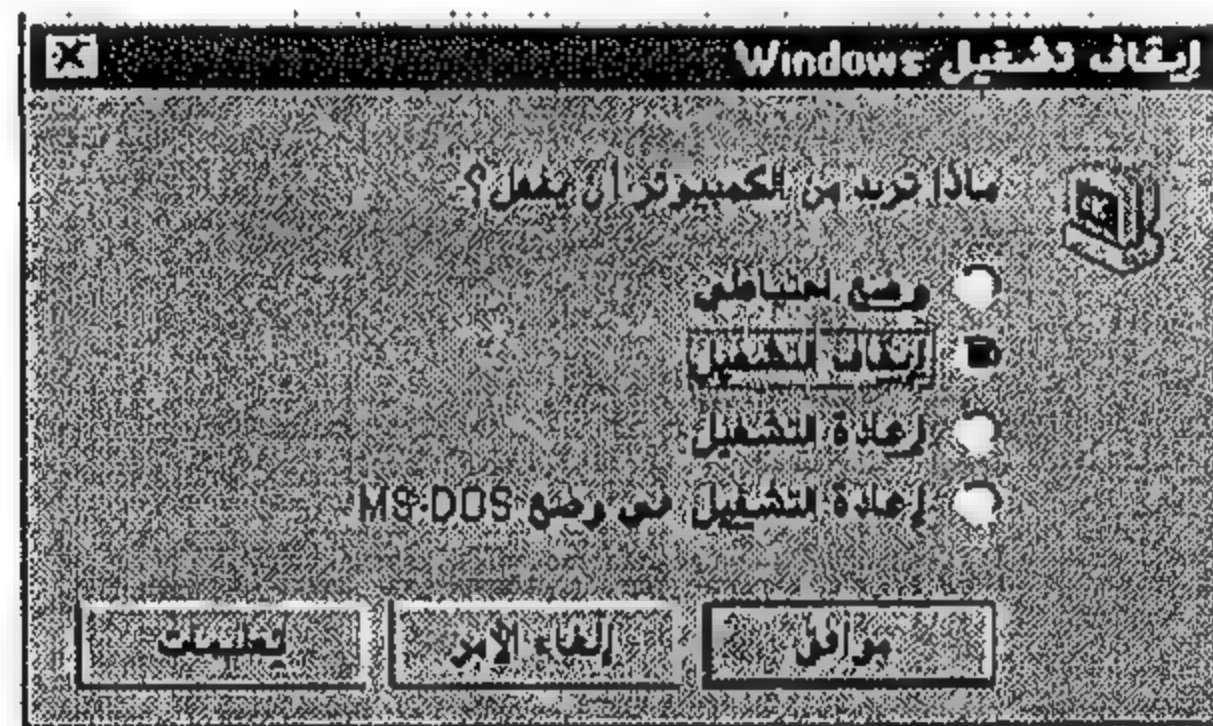 إيقاف تشغيل Windows
ماذا تريد من الكمبيوتر أن يفعل؟
وضع احتياطي
إيقاف التشغيل
إعادة التشغيل
إعادة التشغيل في وضع MS-DOS
موافق
إلغاء الأمر
تعليمات